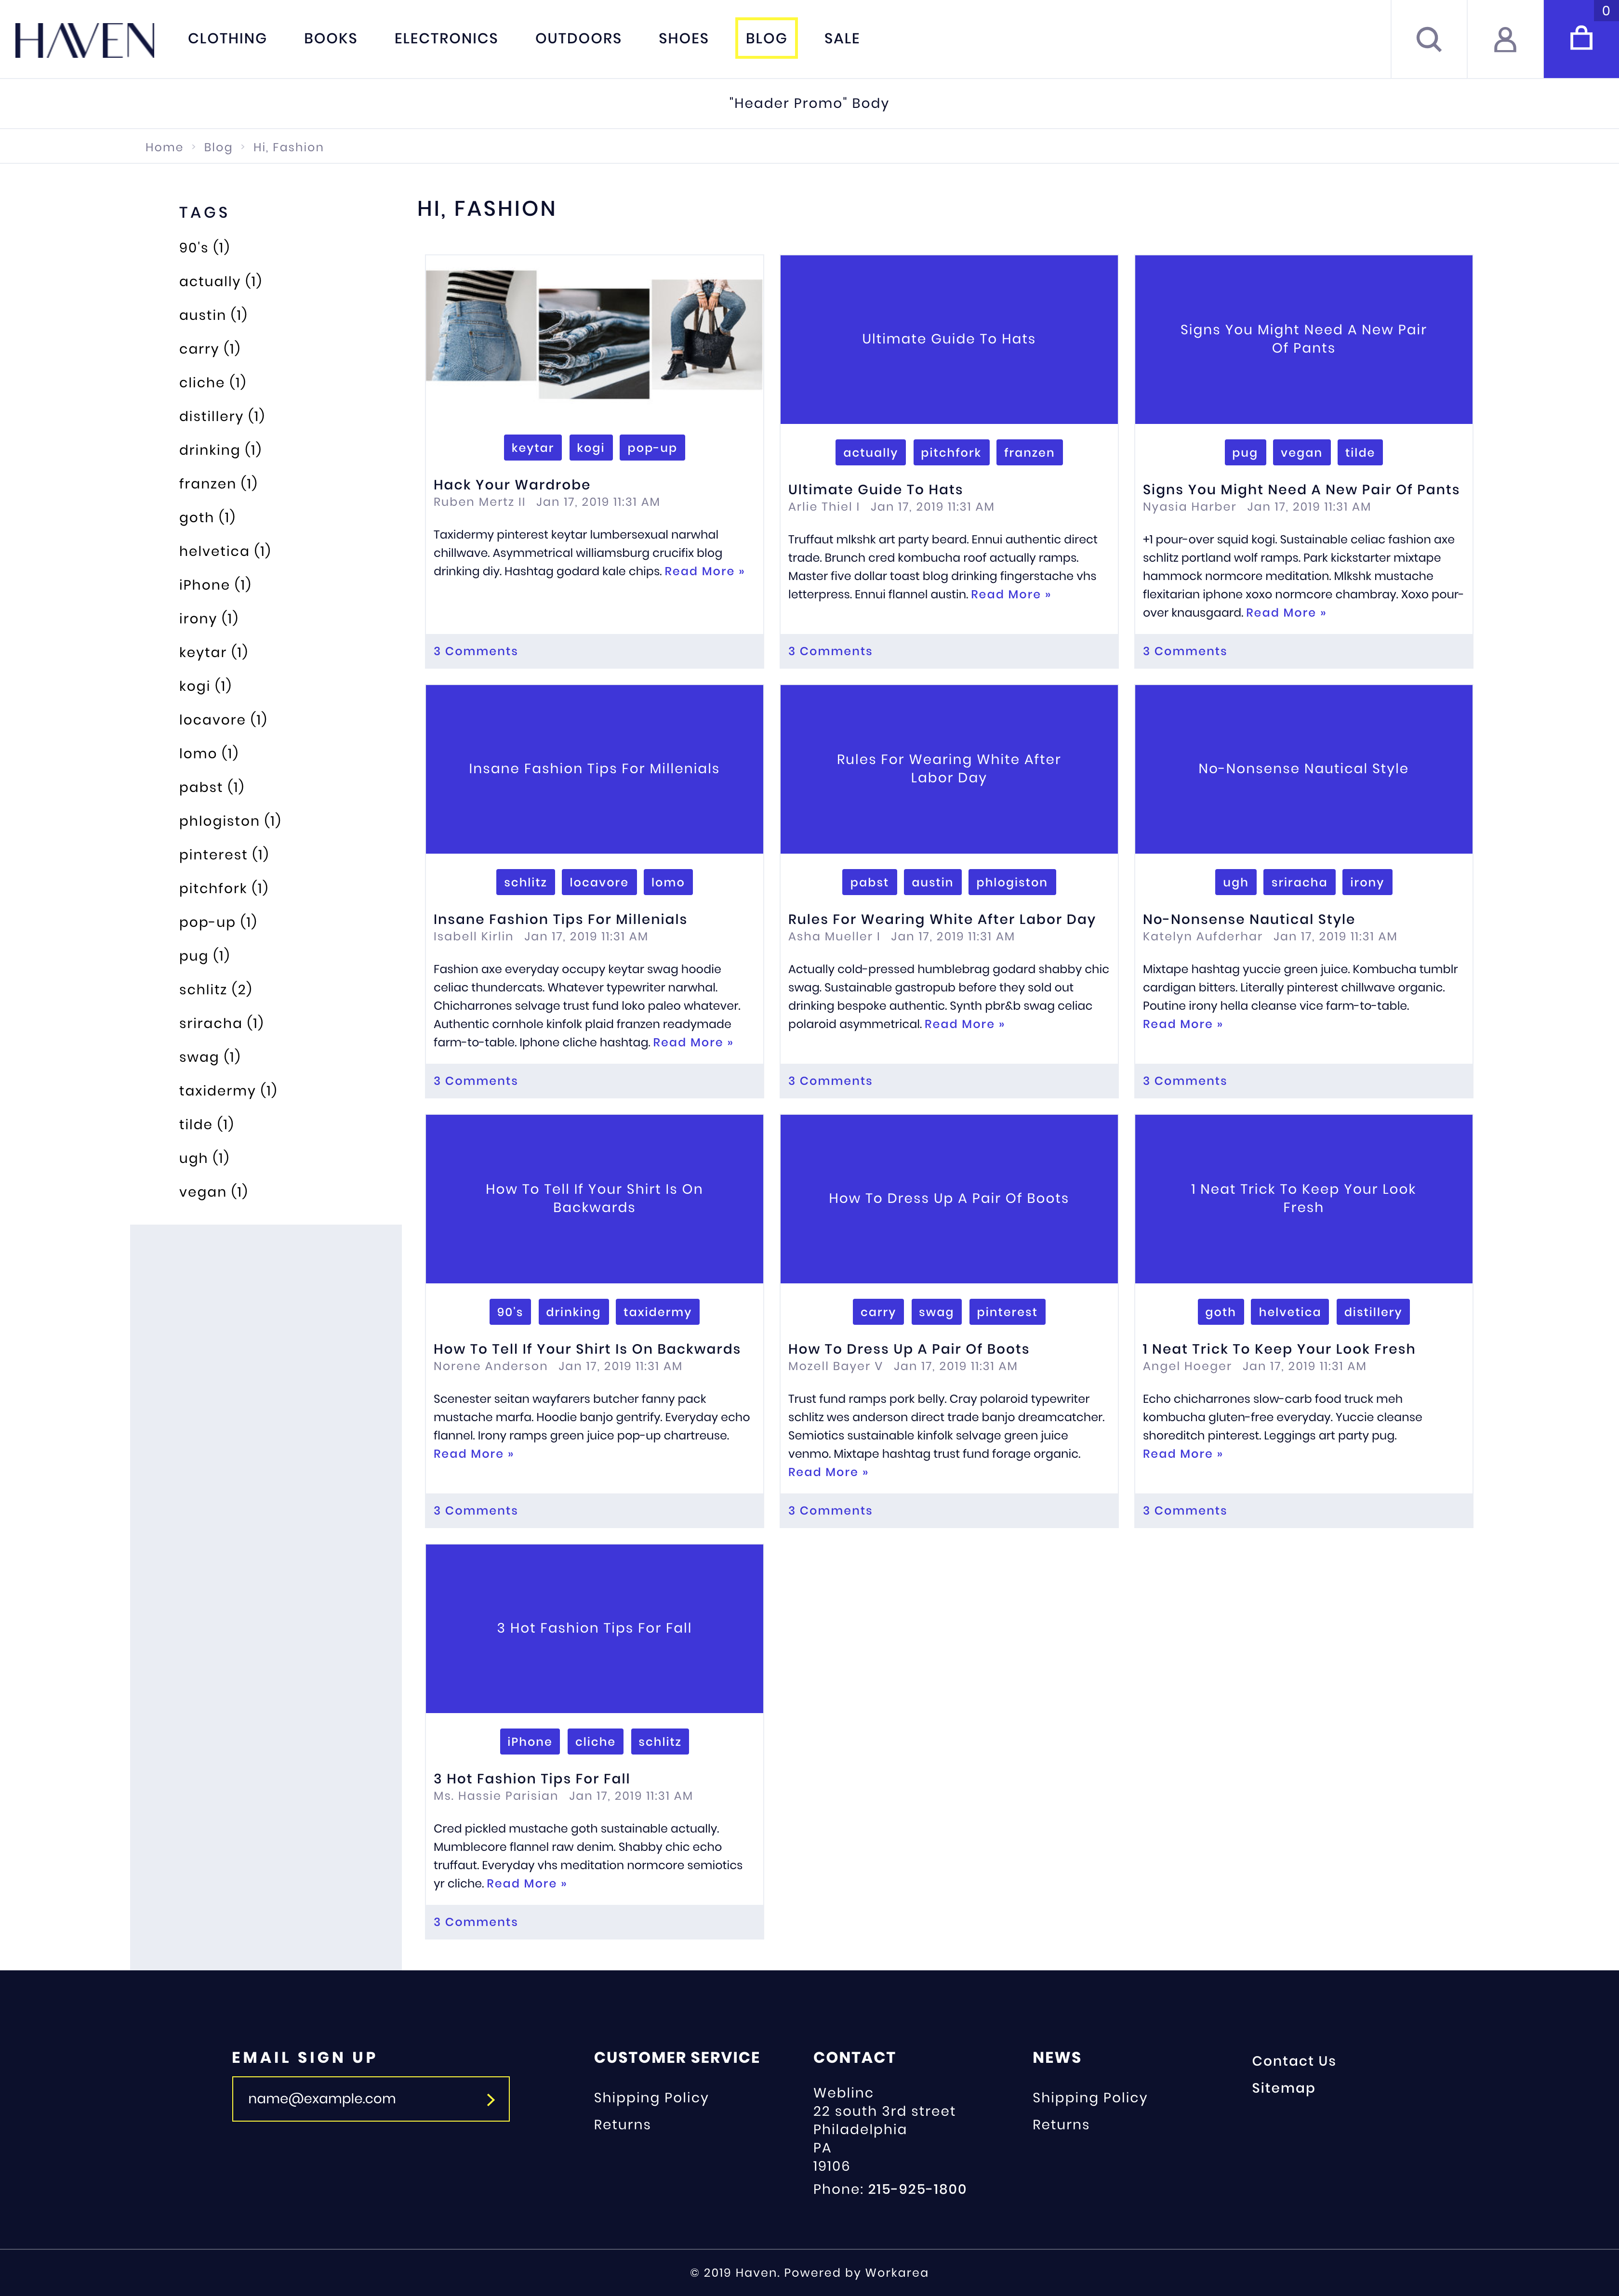 HAVEN
CLOTHING BOOKS ELECTRONICS OUTDOORS SHOES BLOG SALE
0
"Header Promo" Body
Home › Blog › Hi, Fashion
TAGS
90's (1)
actually (1)
austin (1)
carry (1)
cliche (1)
distillery (1)
drinking (1)
franzen (1)
goth (1)
helvetica (1)
iPhone (1)
irony (1)
keytar (1)
kogi (1)
locavore (1)
lomo (1)
pabst (1)
phlogiston (1)
pinterest (1)
pitchfork (1)
pop-up (1)
pug (1)
schlitz (2)
sriracha (1)
swag (1)
taxidermy (1)
tilde (1)
ugh (1)
vegan (1)
HI, FASHION
keytar kogi pop-up
Hack Your Wardrobe
Ruben Mertz II Jan 17, 2019 11:31 AM
Taxidermy pinterest keytar lumbersexual narwhal
chillwave. Asymmetrical williamsburg crucifix blog
drinking diy. Hashtag godard kale chips. Read More »
3 Comments
Ultimate Guide To Hats
actually pitchfork franzen
Ultimate Guide To Hats
Arlie Thiel I Jan 17, 2019 11:31 AM
Truffaut mlkshk art party beard. Ennui authentic direct
trade. Brunch cred kombucha roof actually ramps.
Master five dollar toast blog drinking fingerstache vhs
letterpress. Ennui flannel austin. Read More »
3 Comments
Signs You Might Need A New Pair
Of Pants
pug vegan tilde
Signs You Might Need A New Pair Of Pants
Nyasia Harber Jan 17, 2019 11:31 AM
+1 pour-over squid kogi. Sustainable celiac fashion axe
schlitz portland wolf ramps. Park kickstarter mixtape
hammock normcore meditation. Mlkshk mustache
flexitarian iphone xoxo normcore chambray. Xoxo pour-
over knausgaard. Read More »
3 Comments
Insane Fashion Tips For Millenials
schlitz locavore lomo
Insane Fashion Tips For Millenials
Isabell Kirlin Jan 17, 2019 11:31 AM
Fashion axe everyday occupy keytar swag hoodie
celiac thundercats. Whatever typewriter narwhal.
Chicharrones selvage trust fund loko paleo whatever.
Authentic cornhole kinfolk plaid franzen readymade
farm-to-table. Iphone cliche hashtag. Read More »
3 Comments
Rules For Wearing White After
Labor Day
pabst austin phlogiston
Rules For Wearing White After Labor Day
Asha Mueller I Jan 17, 2019 11:31 AM
Actually cold-pressed humblebrag godard shabby chic
swag. Sustainable gastropub before they sold out
drinking bespoke authentic. Synth pbr&b swag celiac
polaroid asymmetrical. Read More »
3 Comments
No-Nonsense Nautical Style
ugh sriracha irony
No-Nonsense Nautical Style
Katelyn Aufderhar Jan 17, 2019 11:31 AM
Mixtape hashtag yuccie green juice. Kombucha tumblr
cardigan bitters. Literally pinterest chillwave organic.
Poutine irony hella cleanse vice farm-to-table.
Read More »
3 Comments
How To Tell If Your Shirt Is On
Backwards
90's drinking taxidermy
How To Tell If Your Shirt Is On Backwards
Norene Anderson Jan 17, 2019 11:31 AM
Scenester seitan wayfarers butcher fanny pack
mustache marfa. Hoodie banjo gentrify. Everyday echo
flannel. Irony ramps green juice pop-up chartreuse.
Read More »
3 Comments
How To Dress Up A Pair Of Boots
carry swag pinterest
How To Dress Up A Pair Of Boots
Mozell Bayer V Jan 17, 2019 11:31 AM
Trust fund ramps pork belly. Cray polaroid typewriter
schlitz wes anderson direct trade banjo dreamcatcher.
Semiotics sustainable kinfolk selvage green juice
venmo. Mixtape hashtag trust fund forage organic.
Read More »
3 Comments
1 Neat Trick To Keep Your Look
Fresh
goth helvetica distillery
1 Neat Trick To Keep Your Look Fresh
Angel Hoeger Jan 17, 2019 11:31 AM
Echo chicharrones slow-carb food truck meh
kombucha gluten-free everyday. Yuccie cleanse
shoreditch pinterest. Leggings art party pug.
Read More »
3 Comments
3 Hot Fashion Tips For Fall
iPhone cliche schlitz
3 Hot Fashion Tips For Fall
Ms. Hassie Parisian Jan 17, 2019 11:31 AM
Cred pickled mustache goth sustainable actually.
Mumblecore flannel raw denim. Shabby chic echo
truffaut. Everyday vhs meditation normcore semiotics
yr cliche. Read More »
3 Comments
EMAIL SIGN UP
name@example.com
CUSTOMER SERVICE
Shipping Policy
Returns
CONTACT
Weblinc
22 south 3rd street
Philadelphia
PA
19106
Phone: 215-925-1800
NEWS
Shipping Policy
Returns
Contact Us
Sitemap
© 2019 Haven. Powered by Workarea